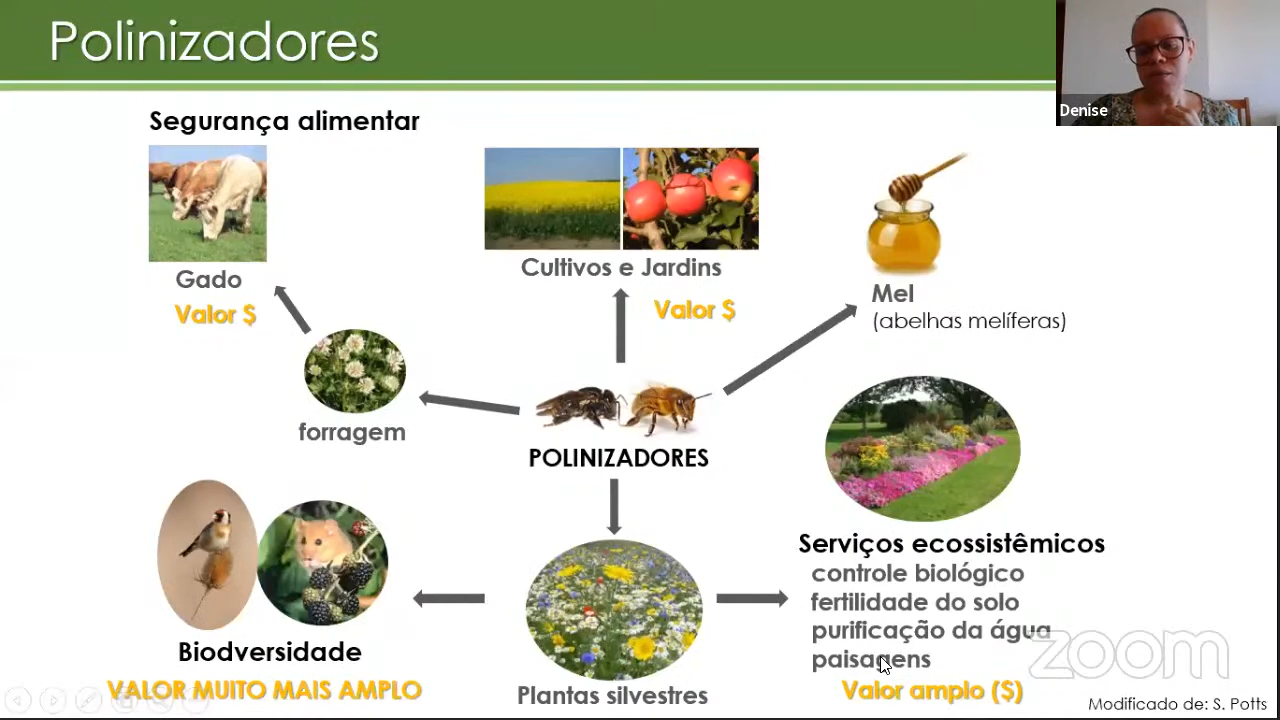 Polinizadores
Denise
Segurança alimentar
Gado
Valor $
Cultivos e Jardins
Valor $
Mel
(abelhas melíferas)
forragem
POLINIZADORES
Biodversidade
VALOR MUITO MAIS AMPLO
Plantas silvestres
Serviços ecossistêmicos
controle biológico
fertilidade do solo
purificação da água
paisagens
Valor amplo ($)
zoom
Modificado de: S. Potts